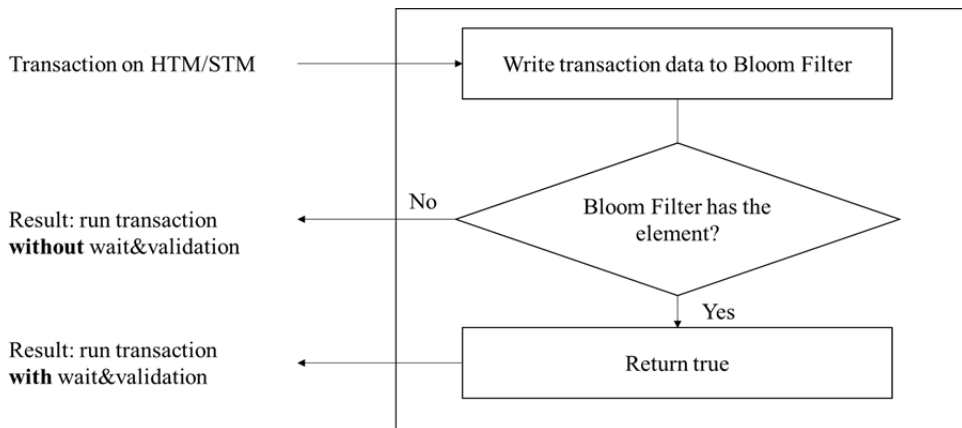 Transaction on HTM/STM
Write transaction data to Bloom Filter
No
Bloom Filter has the
element?
Result: run transaction
without wait&validation
Yes
Result: run transaction
with wait&validation
Return true